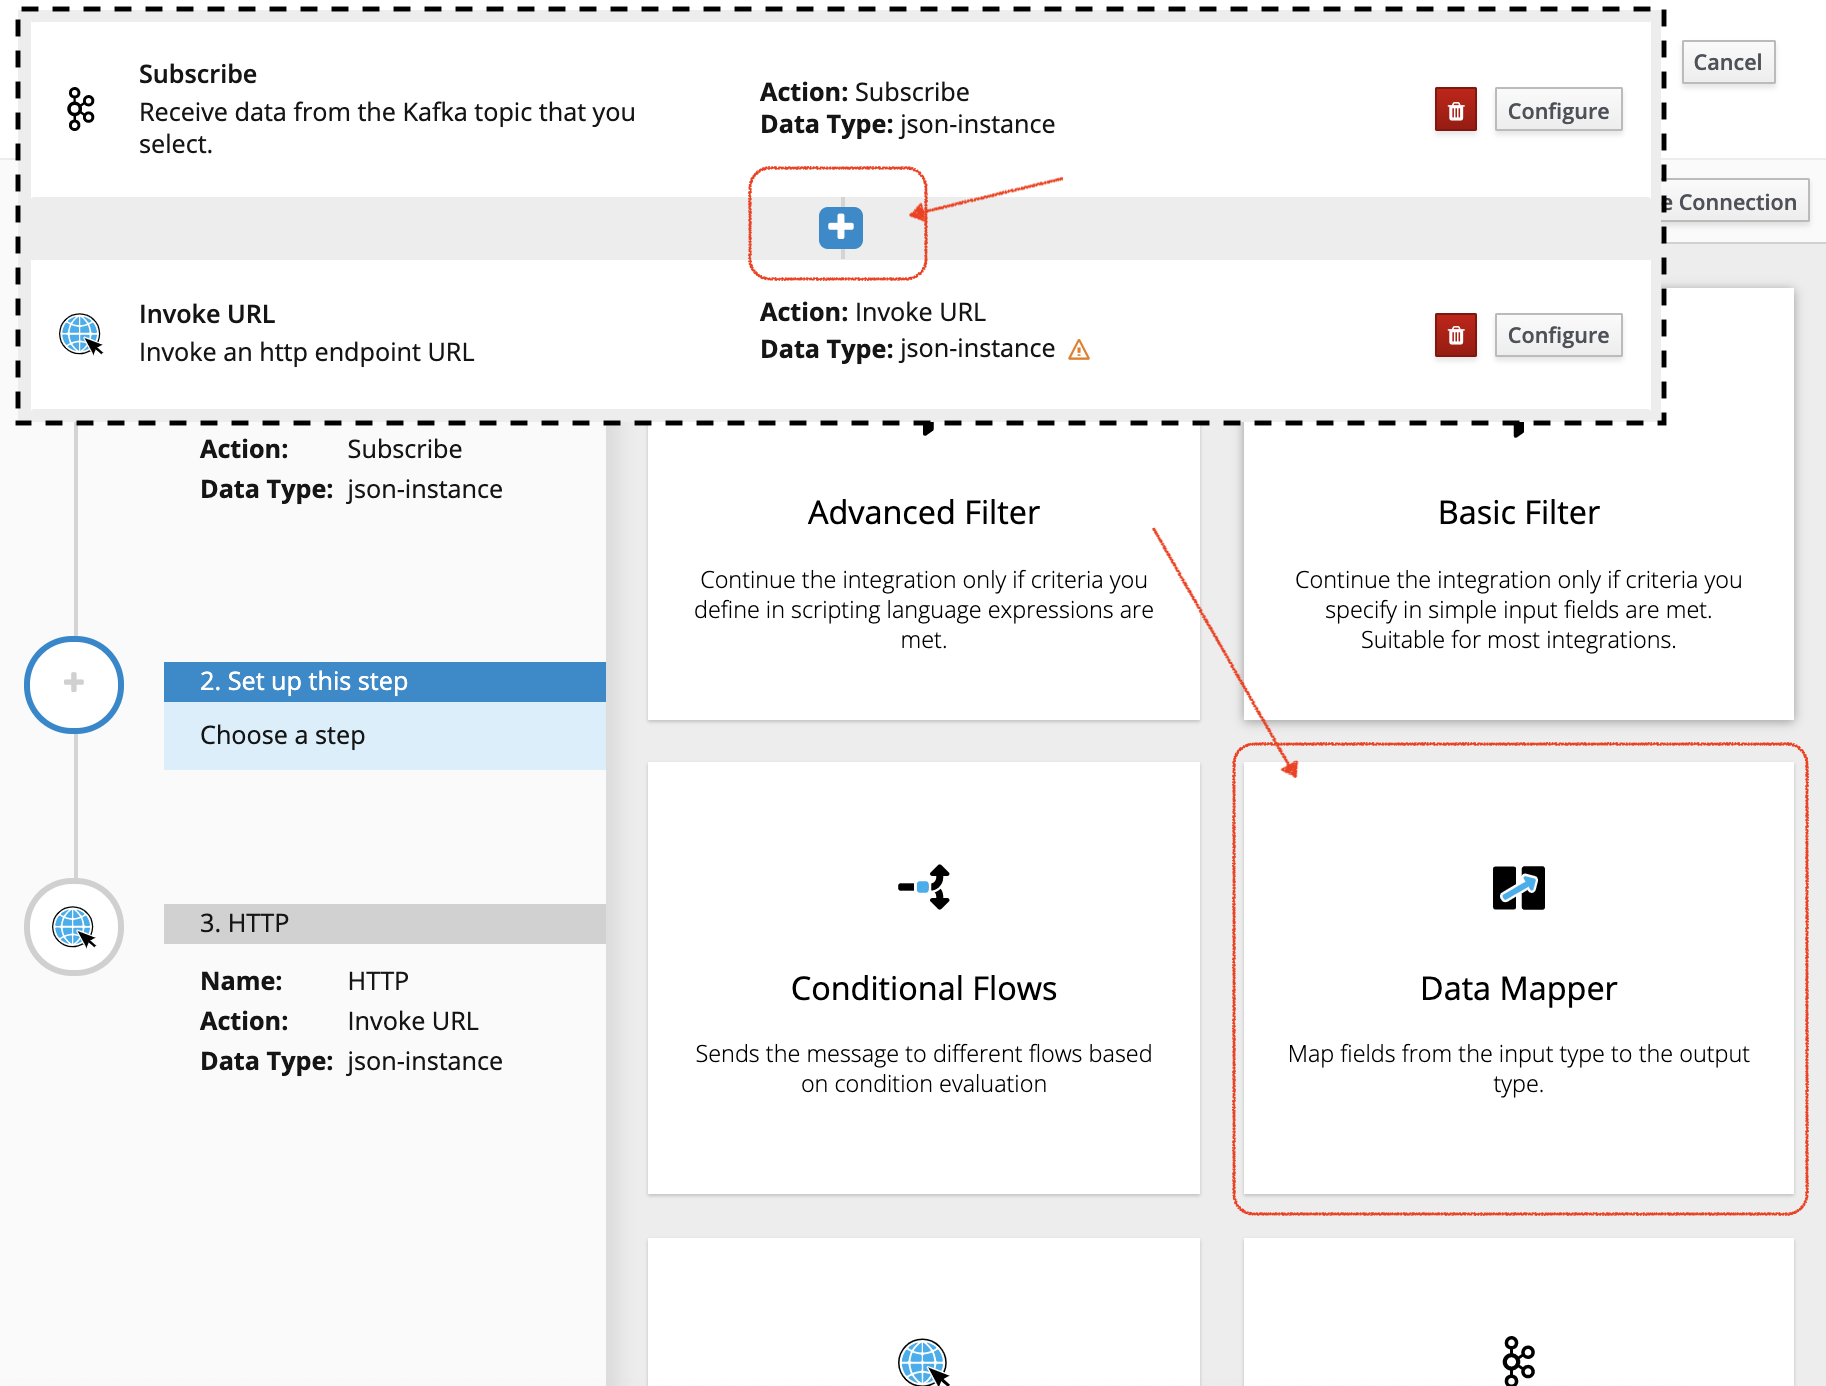 Subscribe
Receive data from the Kafka topic that you
select.
Action: Subscribe
Data Type: json-instance
Configure
Cancel
Connection
Invoke URL
Invoke an http endpoint URL
Action: Invoke URL
Data Type: json-instance
Configure
Action: Subscribe
Data Type: json-instance
2. Set up this step
Choose a step
3. HTTP
Name: HTTP
Action: Invoke URL
Data Type: json-instance
Advanced Filter
Continue the integration only if criteria you
define in scripting language expressions are
met.
Basic Filter
Continue the integration only if criteria you
specify in simple input fields are met.
Suitable for most integrations.
Conditional Flows
Sends the message to different flows based
on condition evaluation
Data Mapper
Map fields from the input type to the output
type.